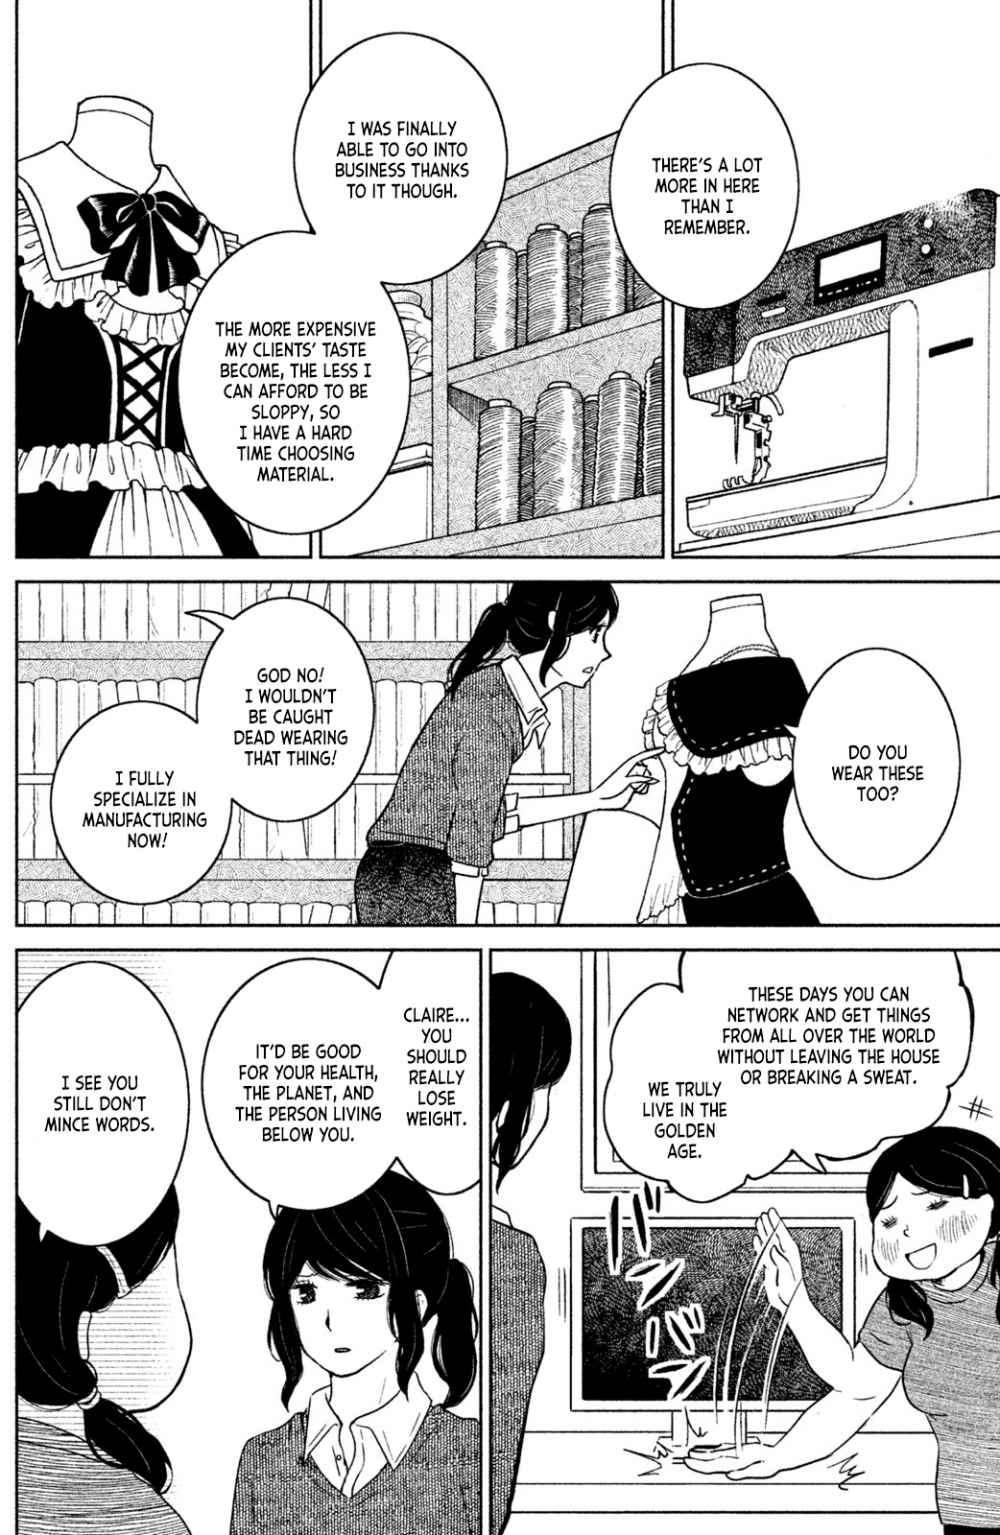 THERE'S A LOT
MORE IN HERE
THAN I
REMEMBER.
I WAS FINALLY
ABLE TO GO INTO
BUSINESS THANKS
TO IT THOUGH.
THE MORE EXPENSIVE
MY CLIENTS' TASTE
BECOME, THE LESS I
CAN AFFORD TO BE
SLOPPY, SO
I HAVE A HARD
TIME CHOOSING
MATERIAL.
DO YOU
WEAR THESE
TOO?
GOD NO!
I WOULDN'T
BE CAUGHT
DEAD WEARING
THAT THING!
I FULLY
SPECIALIZE IN
MANUFACTURING
NOW!
THESE DAYS YOU CAN
NETWORK AND GET THINGS
FROM ALL OVER THE WORLD
WITHOUT LEAVING THE HOUSE
OR BREAKING A SWEAT.
WE TRULY
LIVE IN THE
GOLDEN
AGE.
バン
バン
CLAIRE...
YOU
SHOULD
REALLY
LOSE
WEIGHT.
IT'D BE GOOD
FOR YOUR HEALTH,
THE PLANET, AND
THE PERSON LIVING
BELOW YOU.
I SEE YOU
STILL DON'T
MINCE WORDS.